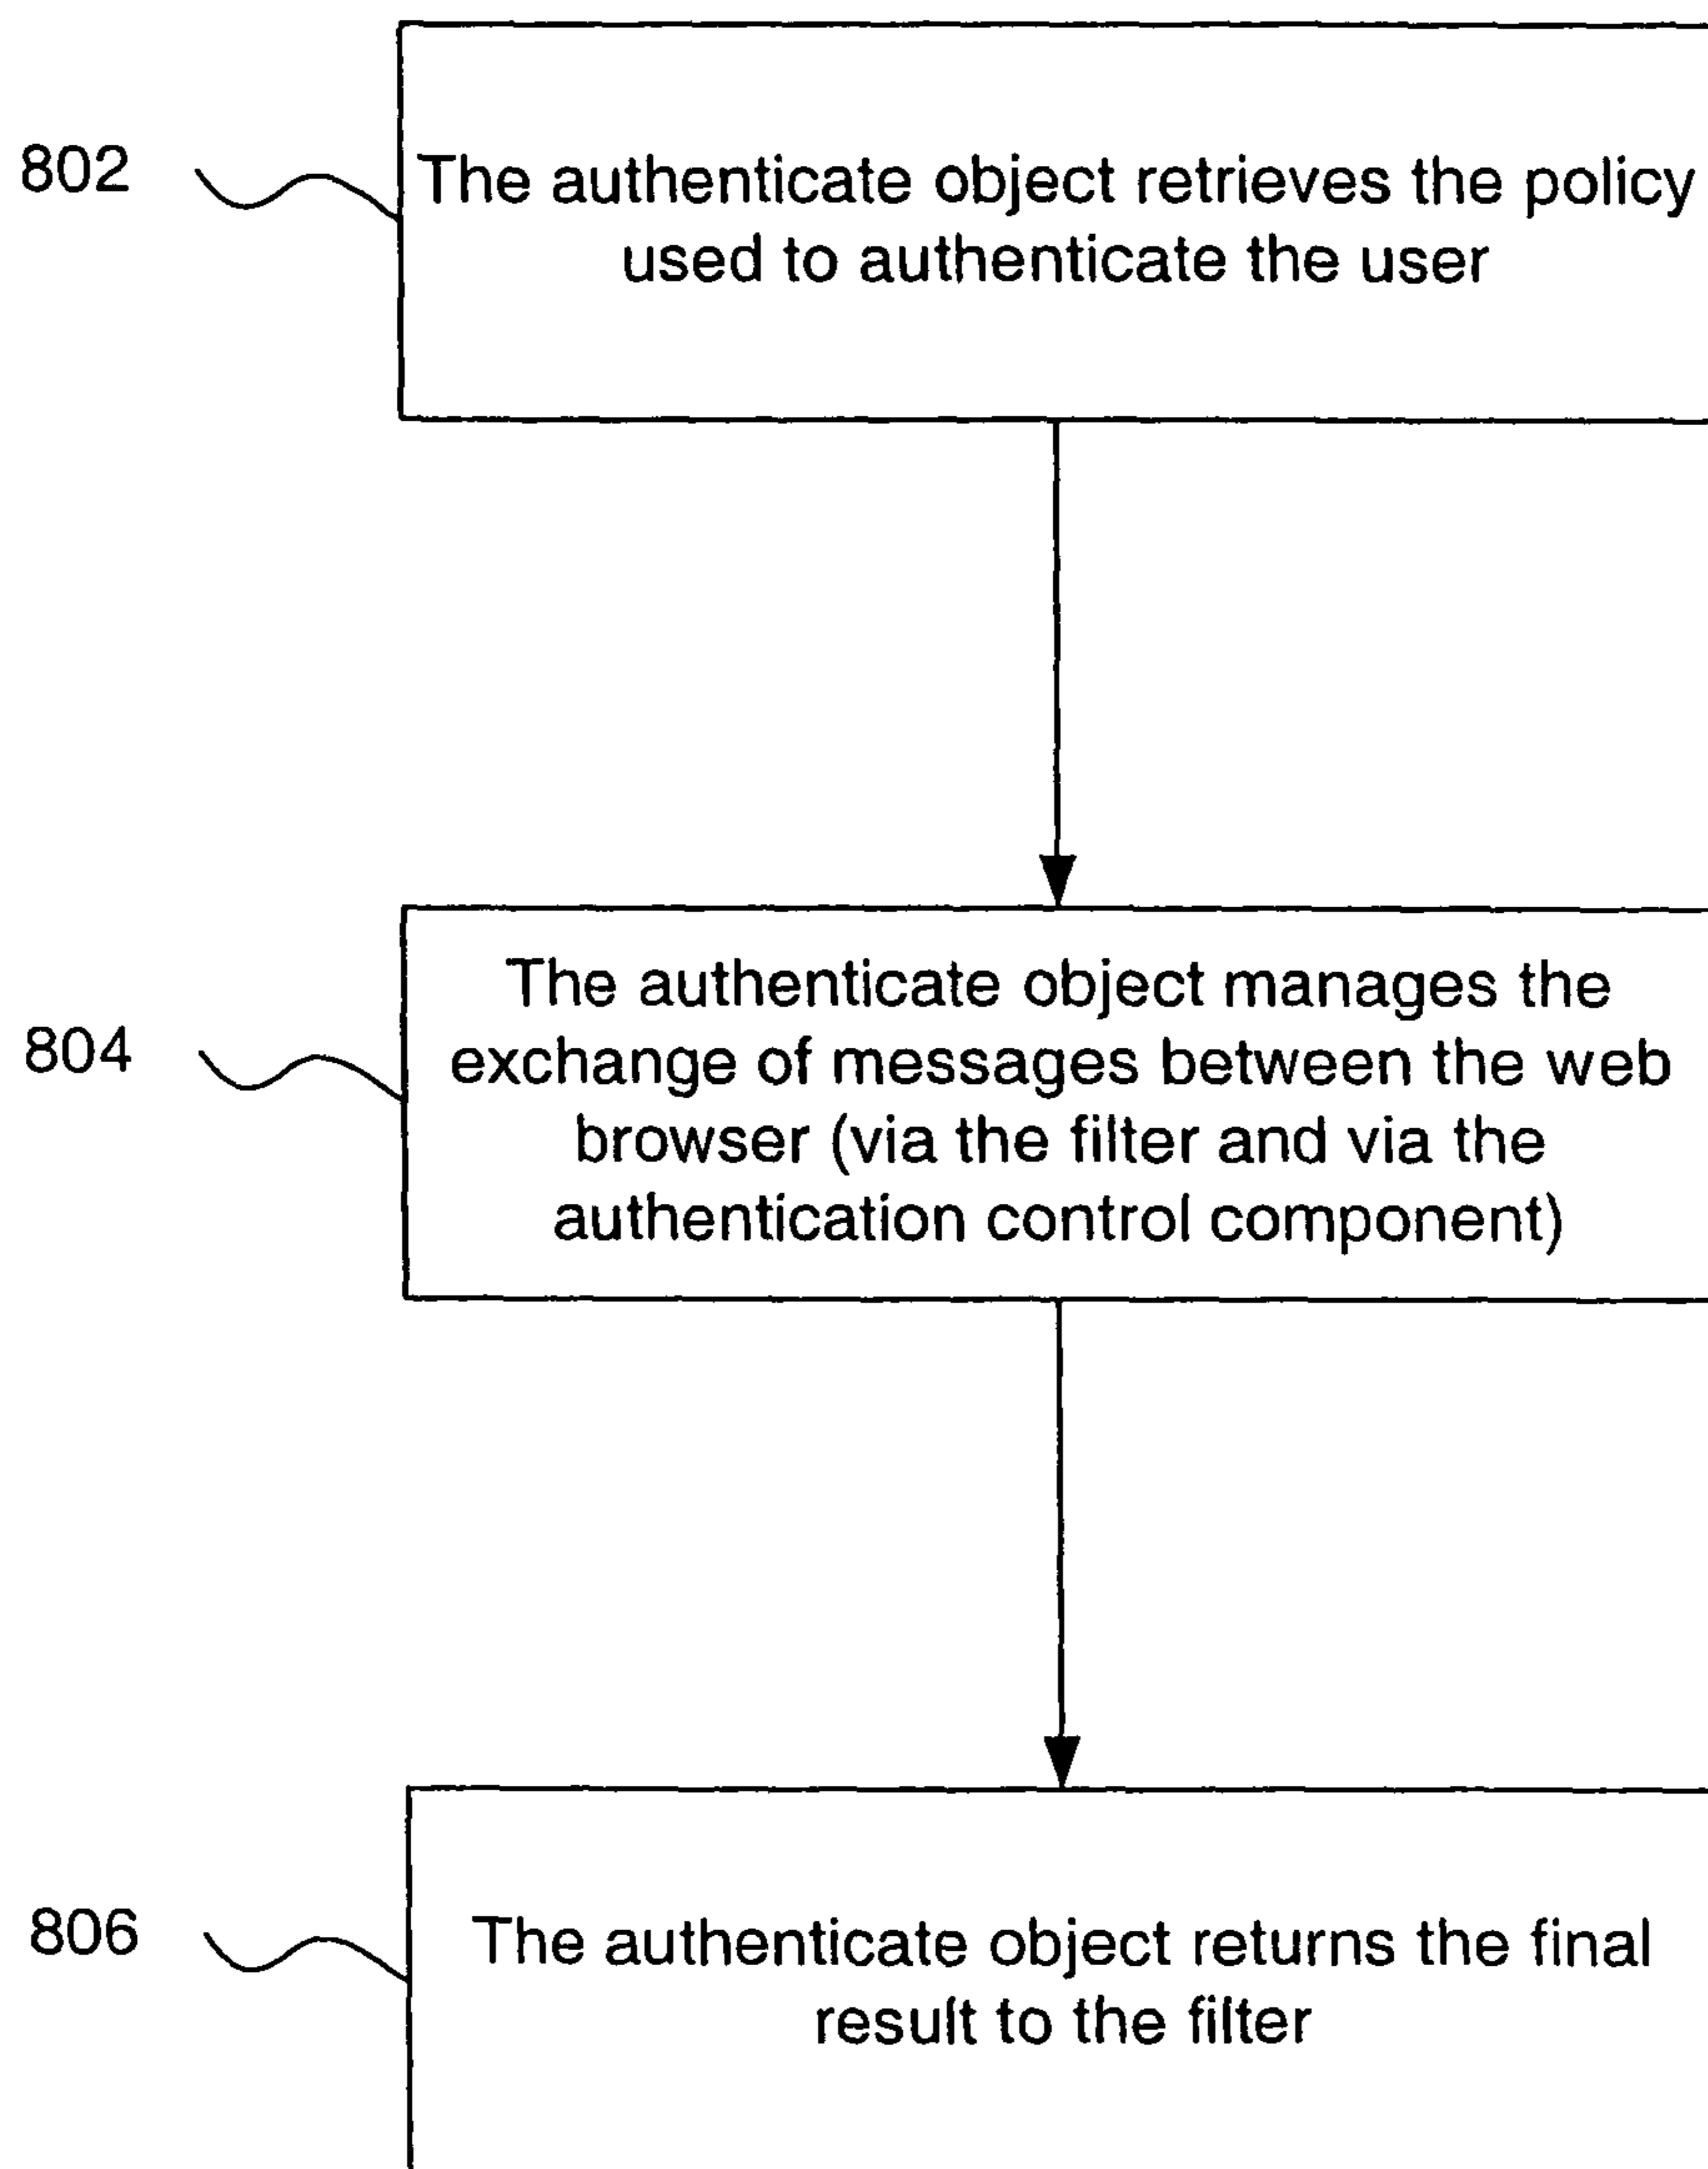 802
The authenticate object retrieves the policy
used to authenticate the user
804
The authenticate object manages the
exchange of messages between the web
browser (via the filter and via the
authentication control component)
806
The authenticate object returns the final
result to the filter